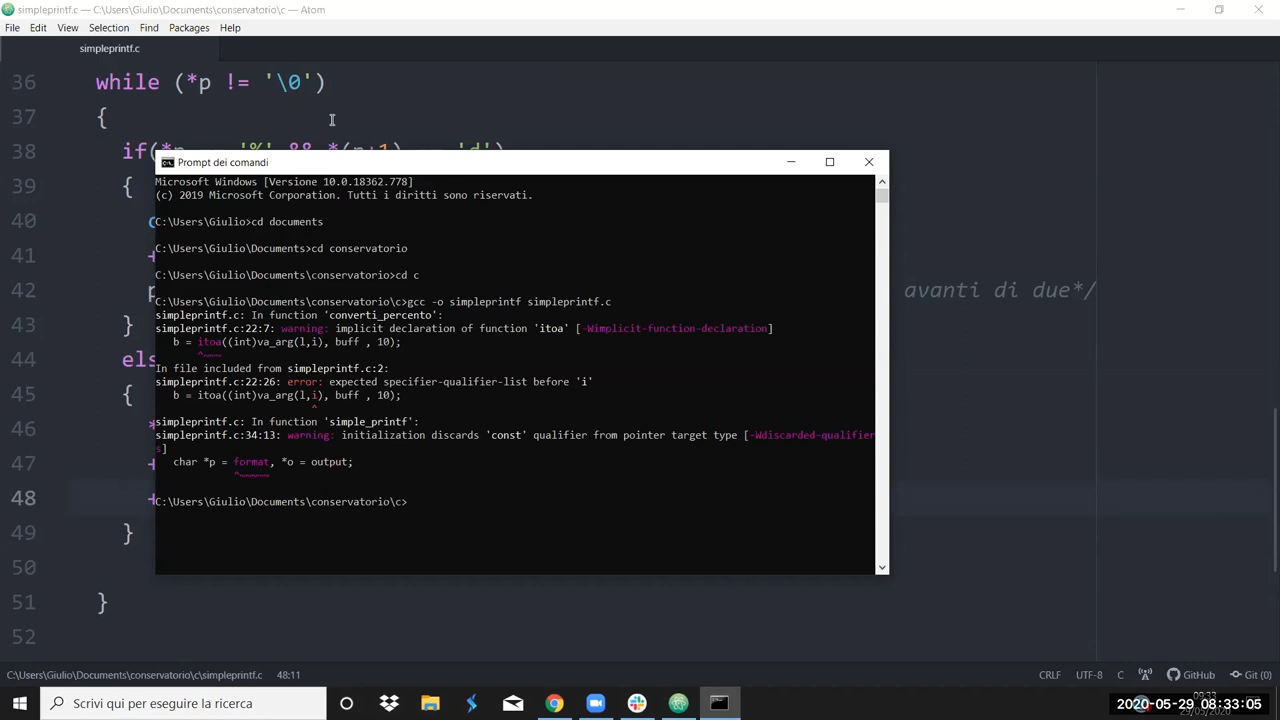 simpleprintf.c — C:\Users\Giulio\Documents\conservatorio\c — Atom
File Edit View Selection Find Packages Help
simpleprintf.c
36 while (*p != '\0')
37 {
38 if(*p == '%' && *(p+1) == 'd')
Prompt dei comandi
Microsoft Windows [Versione 10.0.18362.778]
39 {
(c) 2019 Microsoft Corporation. Tutti i diritti sono riservati.
40
C:\Users\Giulio>cd documents
41 +
C:\Users\Giulio\Documents>cd conservatorio
C:\Users\Giulio\Documents\conservatorio>cd c
42 p avanti di due*/
C:\Users\Giulio\Documents\conservatorio\c>gcc -o simpleprintf simpleprintf.c
simpleprintf.c: In function 'converti_percento':
43 }
simpleprintf.c:22:7: warning: implicit declaration of function 'itoa' [-Wimplicit-function-declaration]
b = itoa((int)va_arg(l,i), buff , 10);
^~~~
44 els
In file included from simpleprintf.c:2:
simpleprintf.c:22:26: error: expected specifier-qualifier-list before 'i'
45 {
b = itoa((int)va_arg(l,i), buff , 10);
^
simpleprintf.c: In function 'simple_printf':
46 *
simpleprintf.c:34:13: warning: initialization discards 'const' qualifier from pointer target type [-Wdiscarded-qualifier
s]
47 +
char *p = format, *o = output;
^~~~~~
48 +
C:\Users\Giulio\Documents\conservatorio\c>
49 }
50
51 }
52
C:\Users\Giulio\Documents\conservatorio\c\simpleprintf.c 48:11 CRLF UTF-8 C GitHub Git (0)
Scrivi qui per eseguire la ricerca
09:33
2020-05-29 08:33:05
29/05/2020